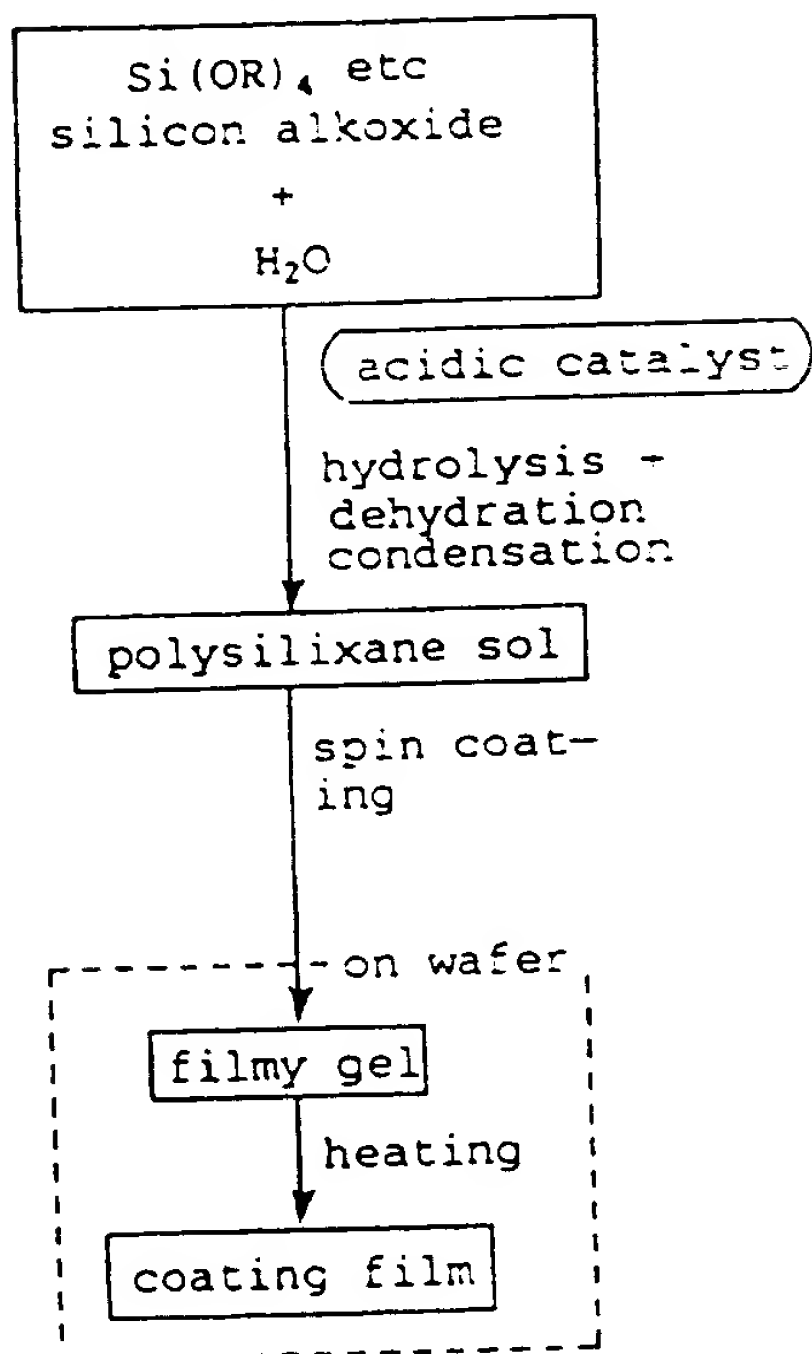 Si(OR)₄ etc
silicon alkoxide
+
H₂O
acidic catalyst
hydrolysis -
dehydration
condensation
polysilixane sol
spin coat-
ing
on wafer
filmy gel
heating
coating film